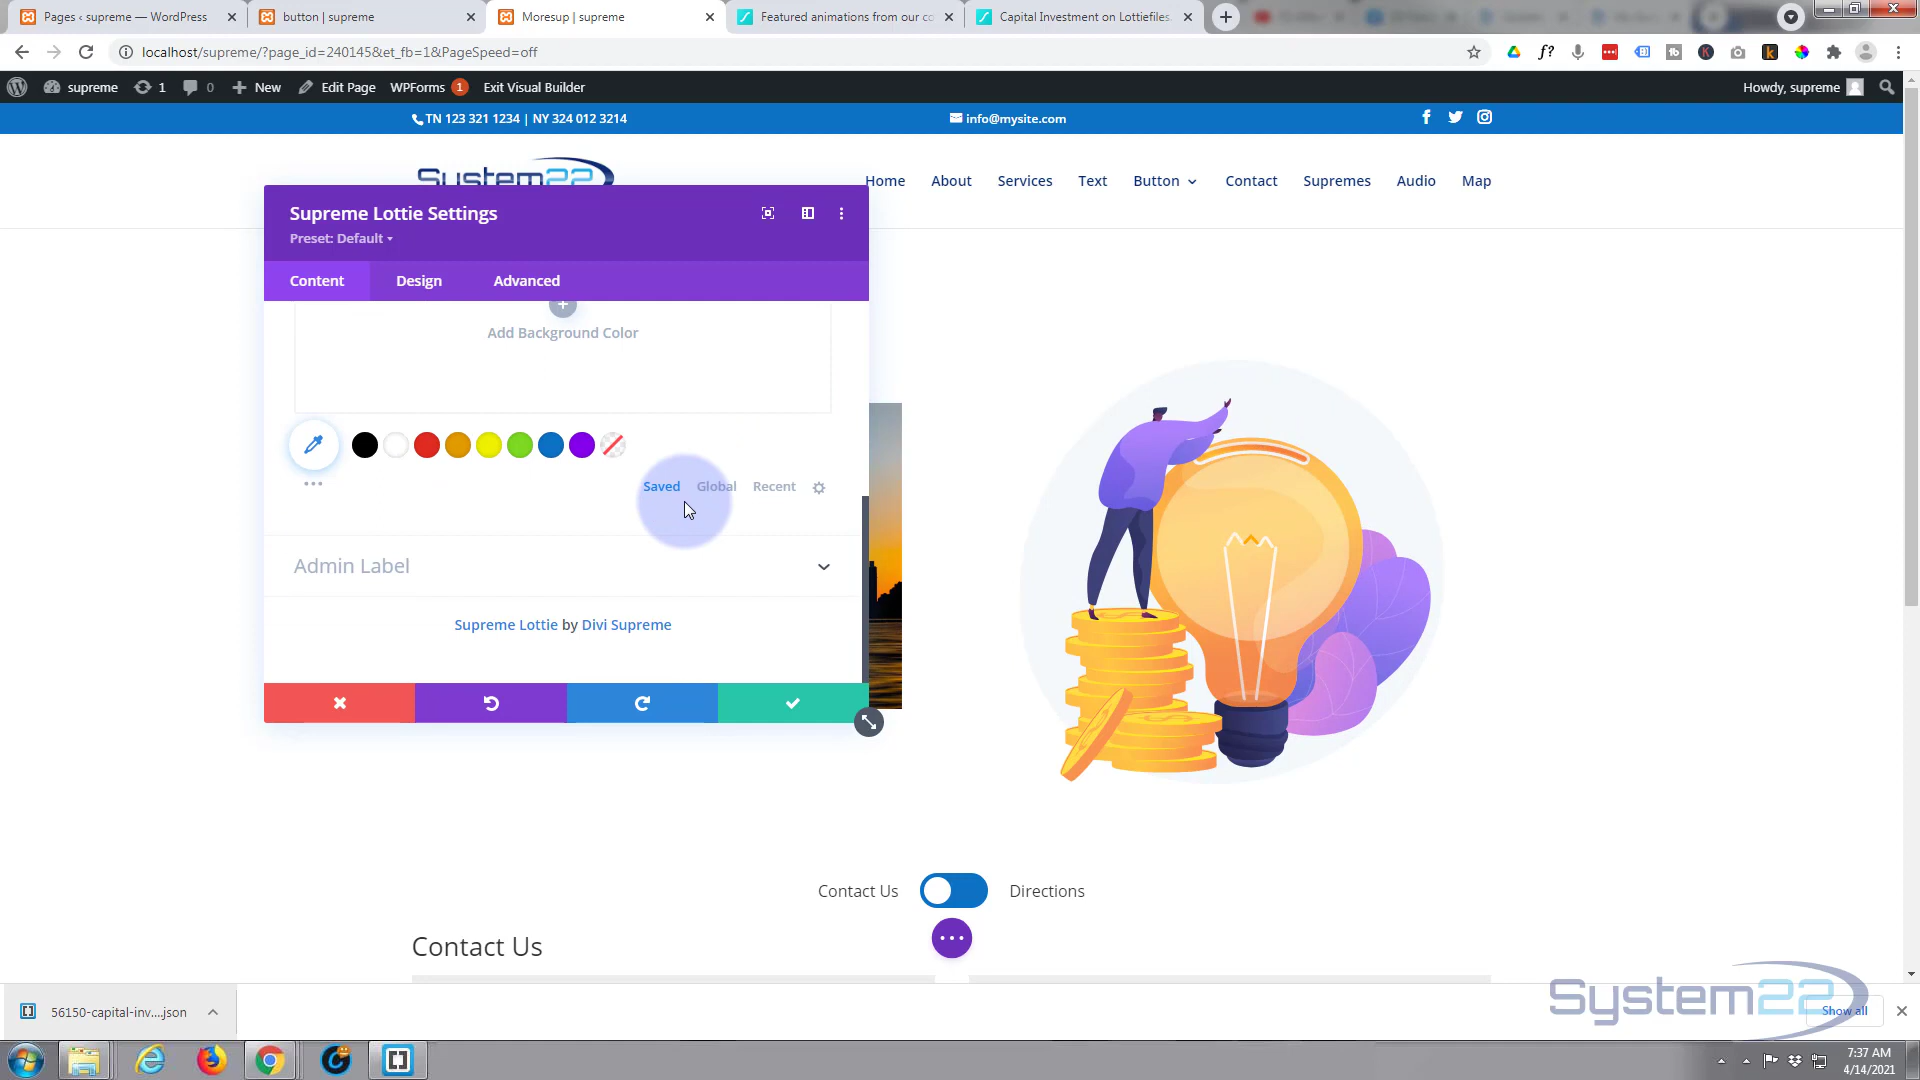 Pages ‹ supreme — WordPress
button | supreme
Moresup | supreme
Featured animations from our co
Capital Investment on Lottiefiles.
localhost/supreme/?page_id=240145&et_fb=1&PageSpeed=off
supreme 1 0 New Edit Page WPForms 1 Exit Visual Builder Howdy, supreme
TN 123 321 1234 | NY 324 012 3214 info@mysite.com
System22
Home About Services Text Button Contact Supremes Audio Map
Supreme Lottie Settings
Preset: Default
Content Design Advanced
Add Background Color
Saved Global Recent
Admin Label
Supreme Lottie by Divi Supreme
Contact Us Directions
Contact Us
56150-capital-inv....json
System22
Show all
7:37 AM
4/14/2021